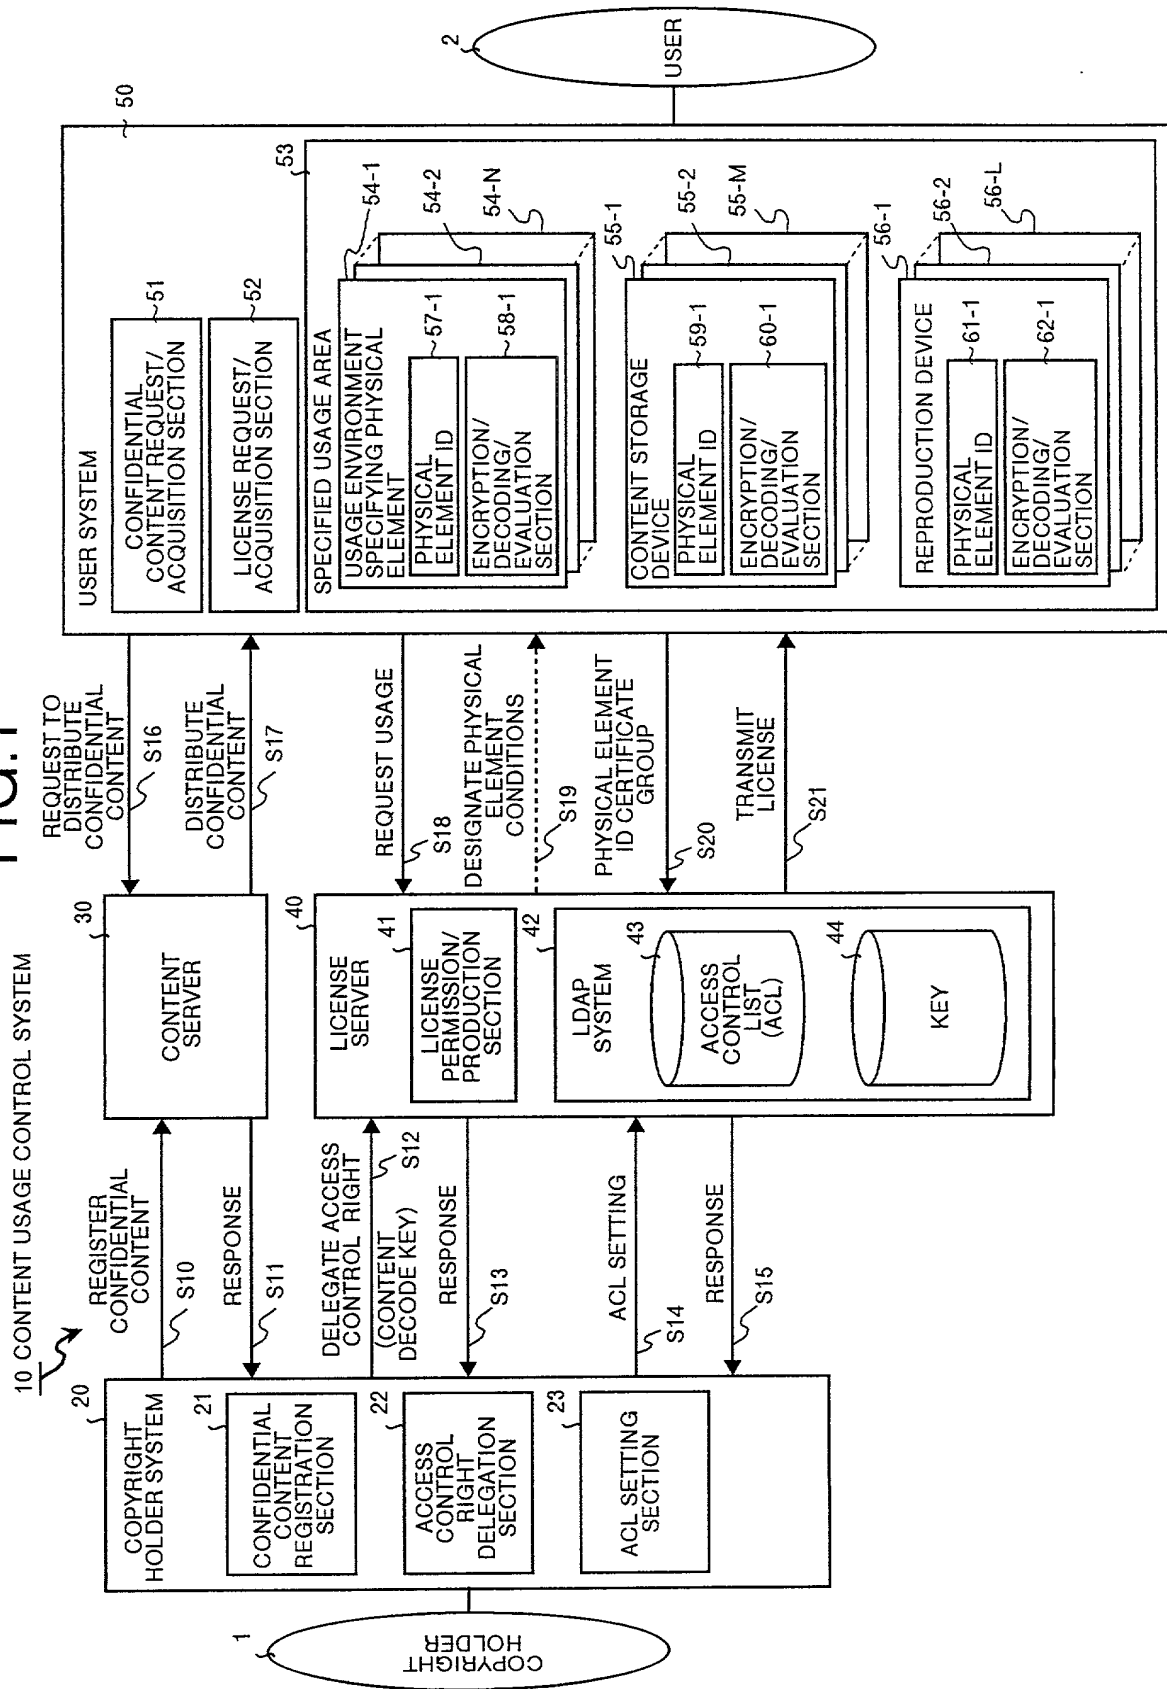 FIG.1
10 CONTENT USAGE CONTROL SYSTEM
1
COPYRIGHT
HOLDER
20
COPYRIGHT
HOLDER SYSTEM
21
CONFIDENTIAL
CONTENT
REGISTRATION
SECTION
22
ACCESS
CONTROL
RIGHT
DELEGATION
SECTION
23
ACL SETTING
SECTION
REGISTER
CONFIDENTIAL
CONTENT
S10
RESPONSE
S11
DELEGATE ACCESS
CONTROL RIGHT
(CONTENT
DECODE KEY)
S12
RESPONSE
S13
ACL SETTING
S14
RESPONSE
S15
30
CONTENT
SERVER
40
LICENSE
SERVER
41
LICENSE
PERMISSION/
PRODUCTION
SECTION
42
LDAP
SYSTEM
43
ACCESS
CONTROL
LIST
(ACL)
44
KEY
REQUEST TO
DISTRIBUTE
CONFIDENTIAL
CONTENT
S16
DISTRIBUTE
CONFIDENTIAL
CONTENT
S17
REQUEST USAGE
S18
DESIGNATE PHYSICAL
ELEMENT
CONDITIONS
S19
PHYSICAL ELEMENT
ID CERTIFICATE
GROUP
S20
TRANSMIT
LICENSE
S21
50
USER SYSTEM
51
CONFIDENTIAL
CONTENT REQUEST/
ACQUISITION SECTION
52
LICENSE REQUEST/
ACQUISITION SECTION
53
SPECIFIED USAGE AREA
54-1
54-2
54-N
USAGE ENVIRONMENT
SPECIFYING PHYSICAL
ELEMENT
57-1
PHYSICAL
ELEMENT ID
58-1
ENCRYPTION/
DECODING/
EVALUATION
SECTION
55-1
55-2
55-M
CONTENT STORAGE
DEVICE
59-1
PHYSICAL
ELEMENT ID
60-1
ENCRYPTION/
DECODING/
EVALUATION
SECTION
56-1
56-2
56-L
REPRODUCTION DEVICE
61-1
PHYSICAL
ELEMENT ID
62-1
ENCRYPTION/
DECODING/
EVALUATION
SECTION
2
USER